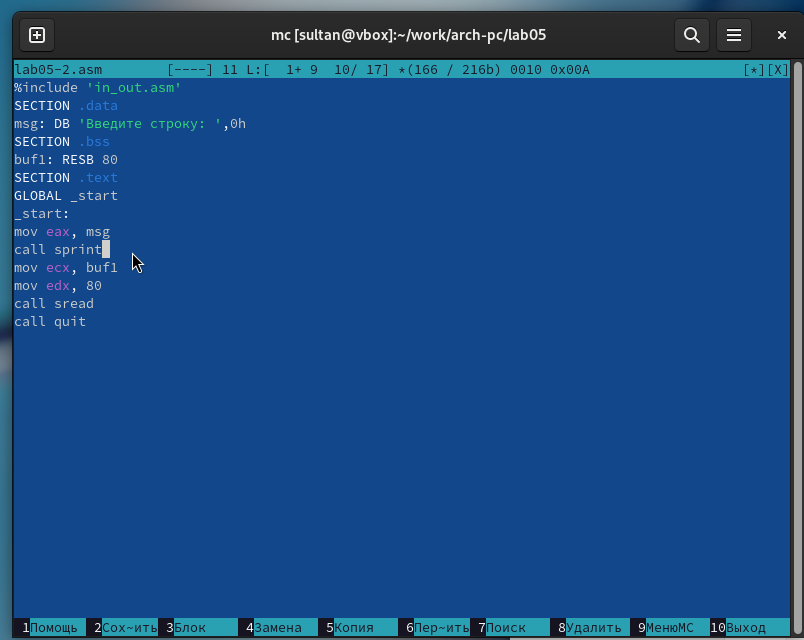 mc [sultan@vbox]:~/work/arch-pc/lab05
lab05-2.asm [----] 11 L:[ 1+ 9 10/ 17] *(166 / 216b) 0010 0x00A [*][X]
%include 'in_out.asm'
SECTION .data
msg: DB 'Введите строку: ',0h
SECTION .bss
buf1: RESB 80
SECTION .text
GLOBAL _start
_start:
mov eax, msg
call sprint
mov ecx, buf1
mov edx, 80
call sread
call quit
1Помощь 2Сох~ить 3Блок 4Замена 5Копия 6Пер~ить 7Поиск 8Удалить 9МенюMC 10Выход